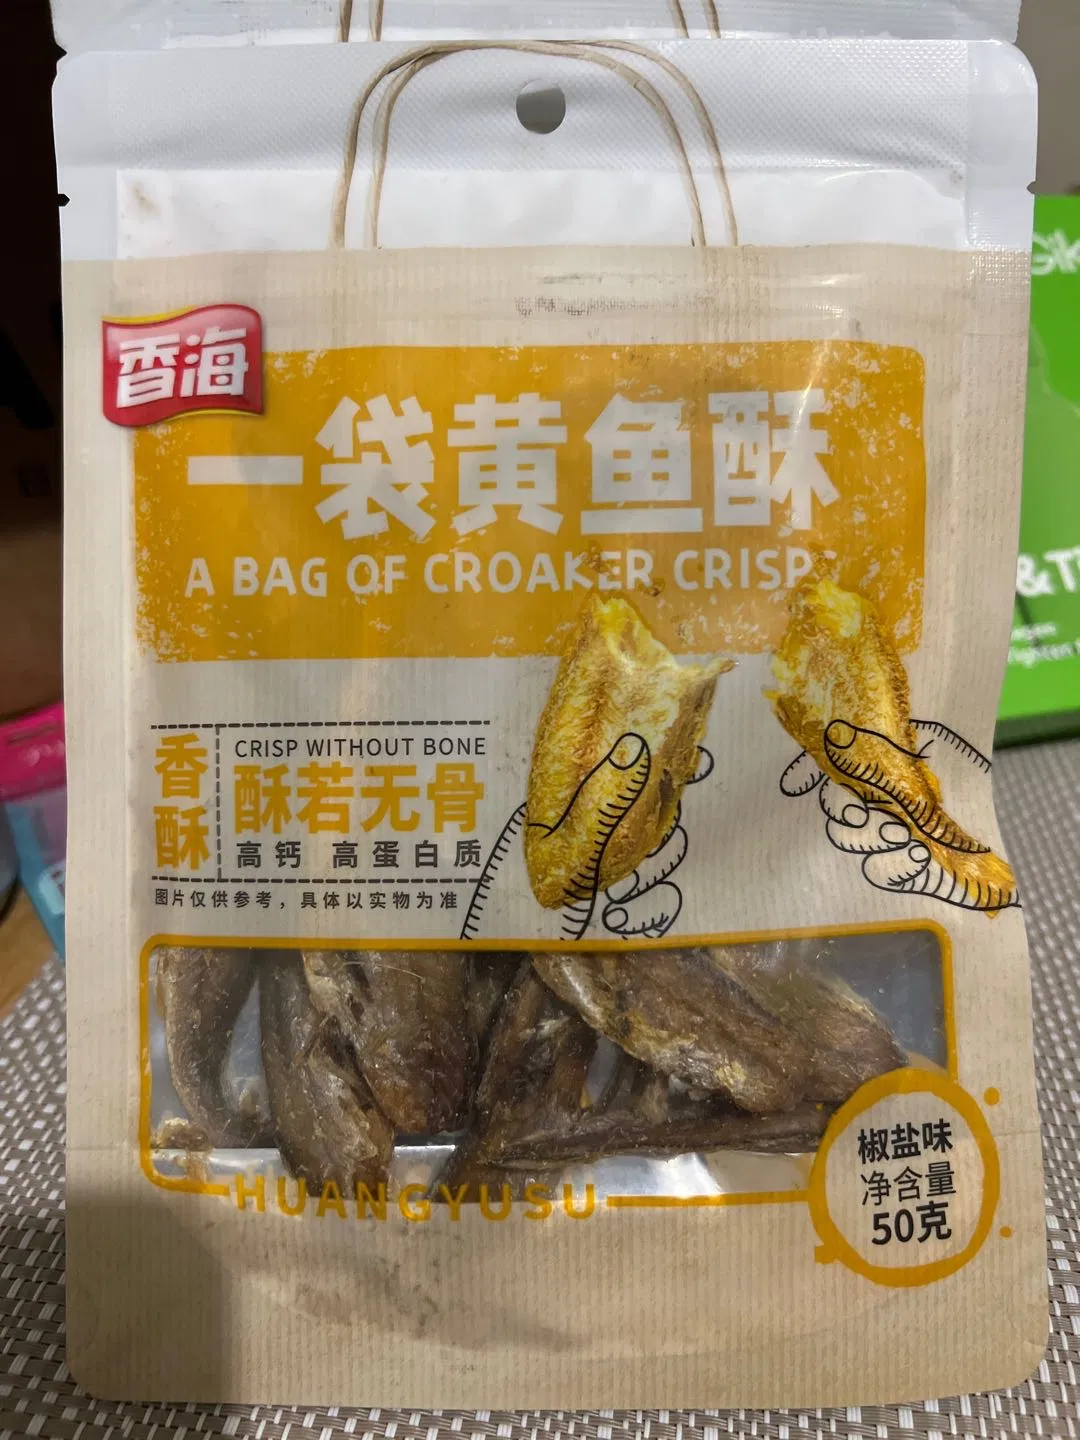 香海
一袋黄鱼酥
A BAG OF CROAKER CRISPS
香酥
CRISP WITHOUT BONE
酥若无骨
高钙 高蛋白质
图片仅供参考，具体以实物为准
HUANGYUSU
椒盐味
净含量
50克
&T